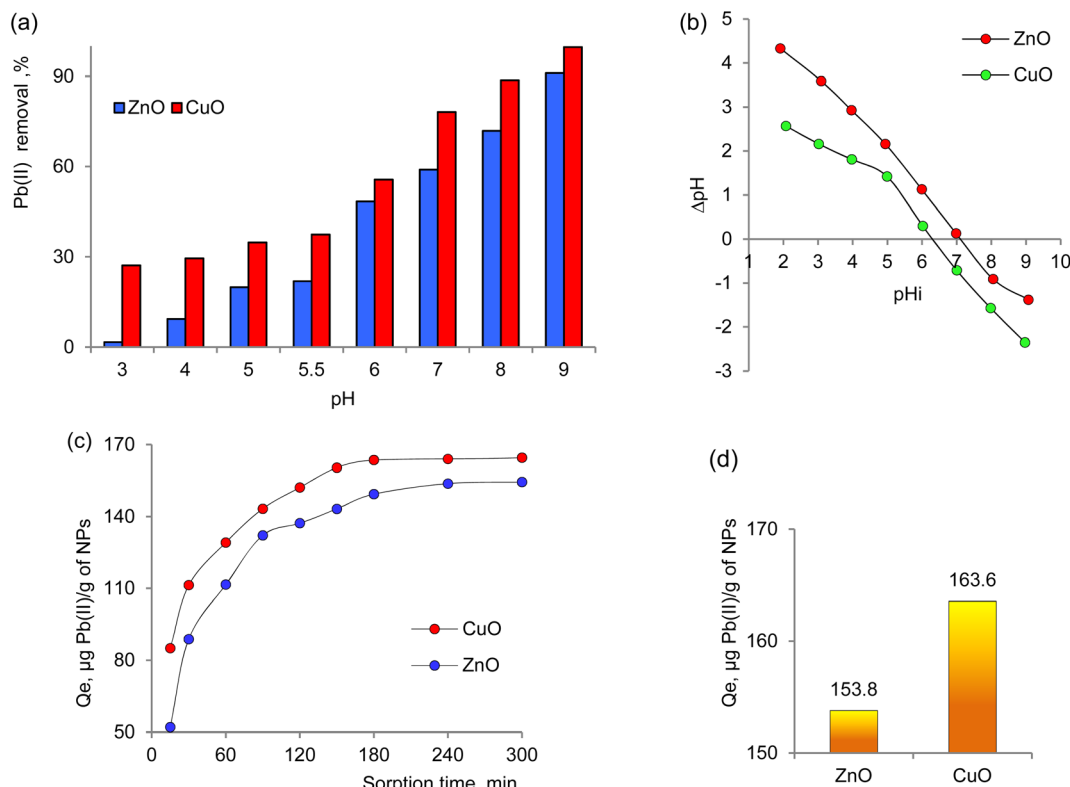 (a)
Pb(II) removal ,%
90
60
30
0
ZnO CuO
3 4 5 5.5 6 7 8 9
pH
(b)
ΔpH
5
4
3
2
1
0
-1
-2
-3
ZnO
CuO
1 2 3 4 5 6 7 8 9 10
pHi
(c)
Qe, µg Pb(II)/g of NPs
170
140
110
80
50
CuO
ZnO
0 60 120 180 240 300
Sorption time, min
(d)
Qe, µg Pb(II)/g of NPs
170
160
150
153.8
163.6
ZnO CuO